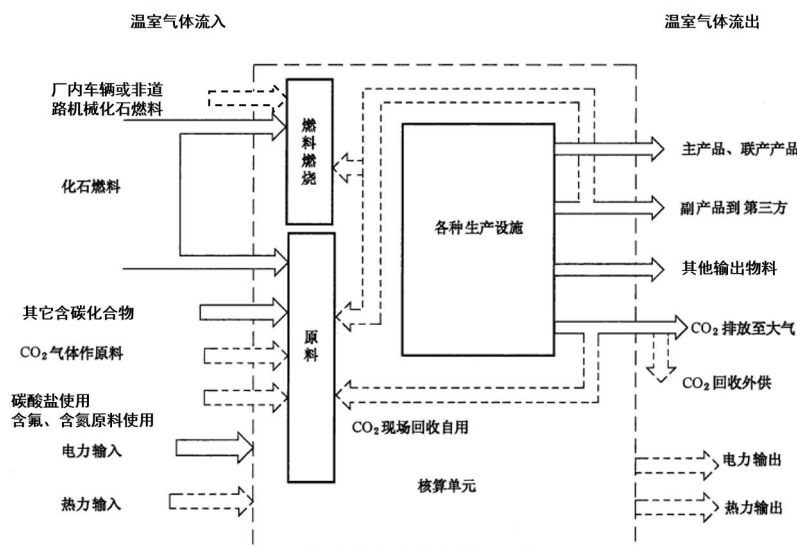 温室气体流入
温室气体流出
厂内车辆或非道
路机械化石燃料
化石燃料
其它含碳化合物
CO₂气体作原料
碳酸盐使用
含氟、含氮原料使用
电力输入
热力输入
燃料燃烧
原料
各种生产设施
CO₂现场回收自用
核算单元
主产品、联产产品
副产品到第三方
其他输出物料
CO₂排放至大气
CO₂回收外供
电力输出
热力输出